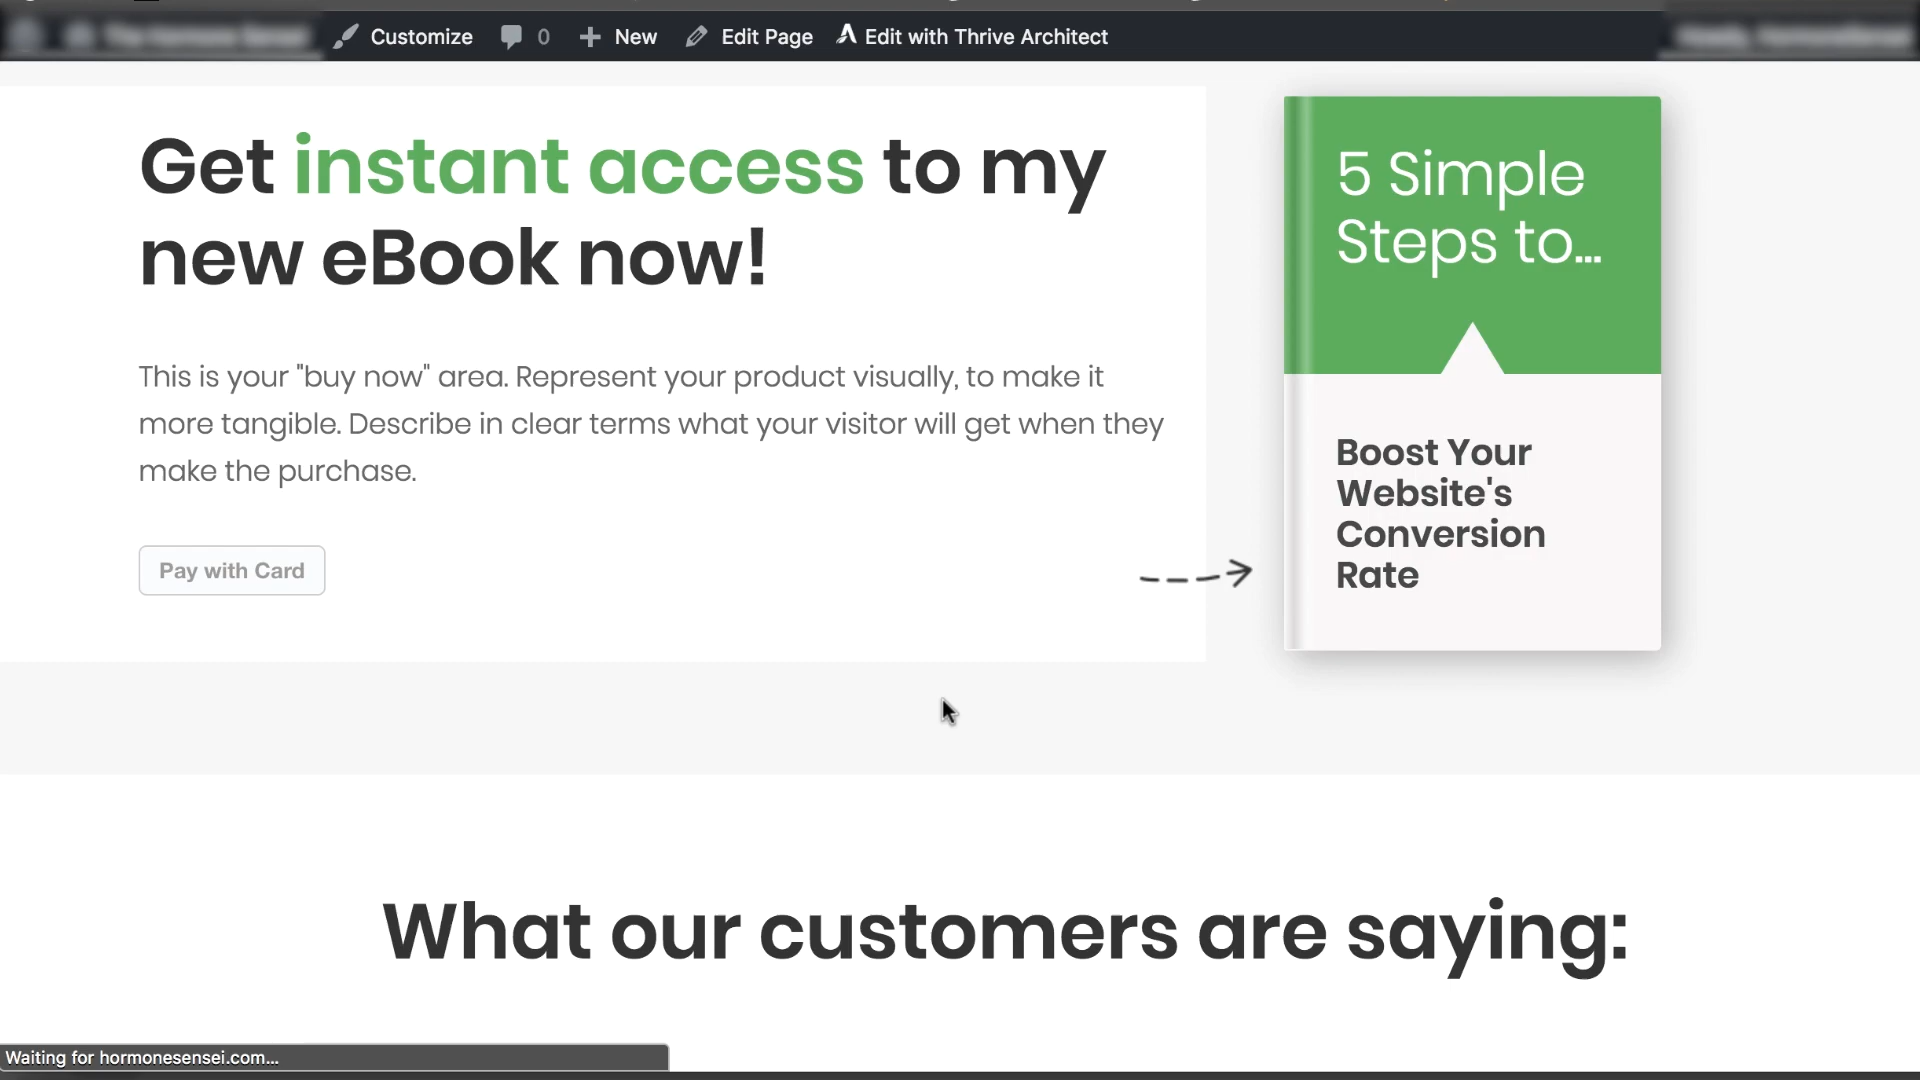 Customize 0 New Edit Page Edit with Thrive Architect
Get instant access to my
new eBook now!
This is your "buy now" area. Represent your product visually, to make it
more tangible. Describe in clear terms what your visitor will get when they
make the purchase.
Pay with Card
5 Simple
Steps to...
Boost Your
Website's
Conversion
Rate
What our customers are saying:
Waiting for hormonesensei.com...